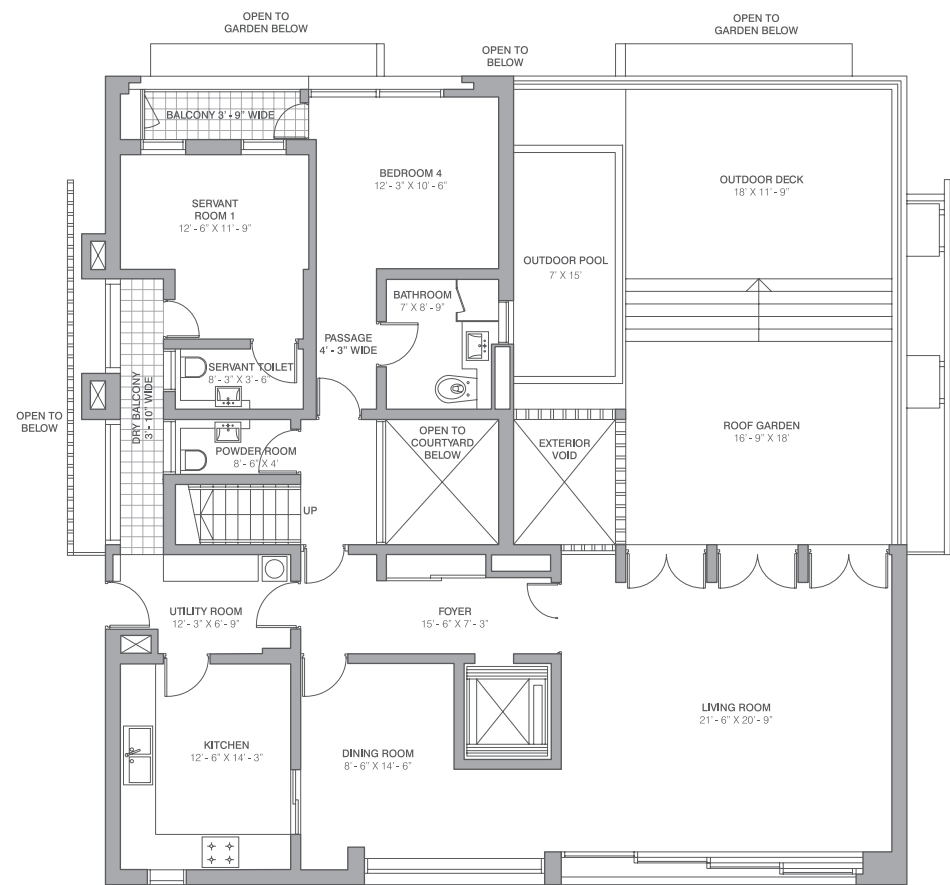 OPEN TO
GARDEN BELOW
OPEN TO
GARDEN BELOW
OPEN TO
BELOW
BALCONY 3' - 9" WIDE
BEDROOM 4
12' - 3" X 10' - 6"
OUTDOOR DECK
18' X 11' - 9"
SERVANT
ROOM 1
12' - 6" X 11' - 9"
OUTDOOR POOL
7' X 15'
BATHROOM
7' X 8' - 9"
PASSAGE
4' - 3" WIDE
SERVANT TOILET
8' - 3" X 3' - 6"
DRY BALCONY
3' - 10" WIDE
OPEN TO
BELOW
POWDER ROOM
8' - 6" X 4'
OPEN TO
COURTYARD
BELOW
EXTERIOR
VOID
ROOF GARDEN
16' - 9" X 18'
UP
UTILITY ROOM
12' - 3" X 6' - 9"
FOYER
15' - 6" X 7' - 3"
LIVING ROOM
21' - 6" X 20' - 9"
KITCHEN
12' - 6" X 14' - 3"
DINING ROOM
8' - 6" X 14' - 6"